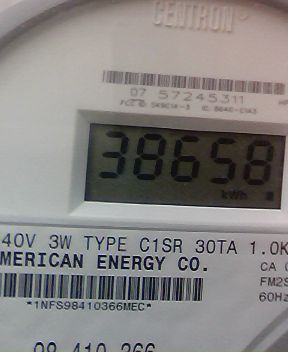 CENTRON®
07 57245311
38658
kWh
40V 3W TYPE C1SR 30TA 1.0K
MERICAN ENERGY CO.
CA
FM2S
60Hz
*1NFS98410366MEC*